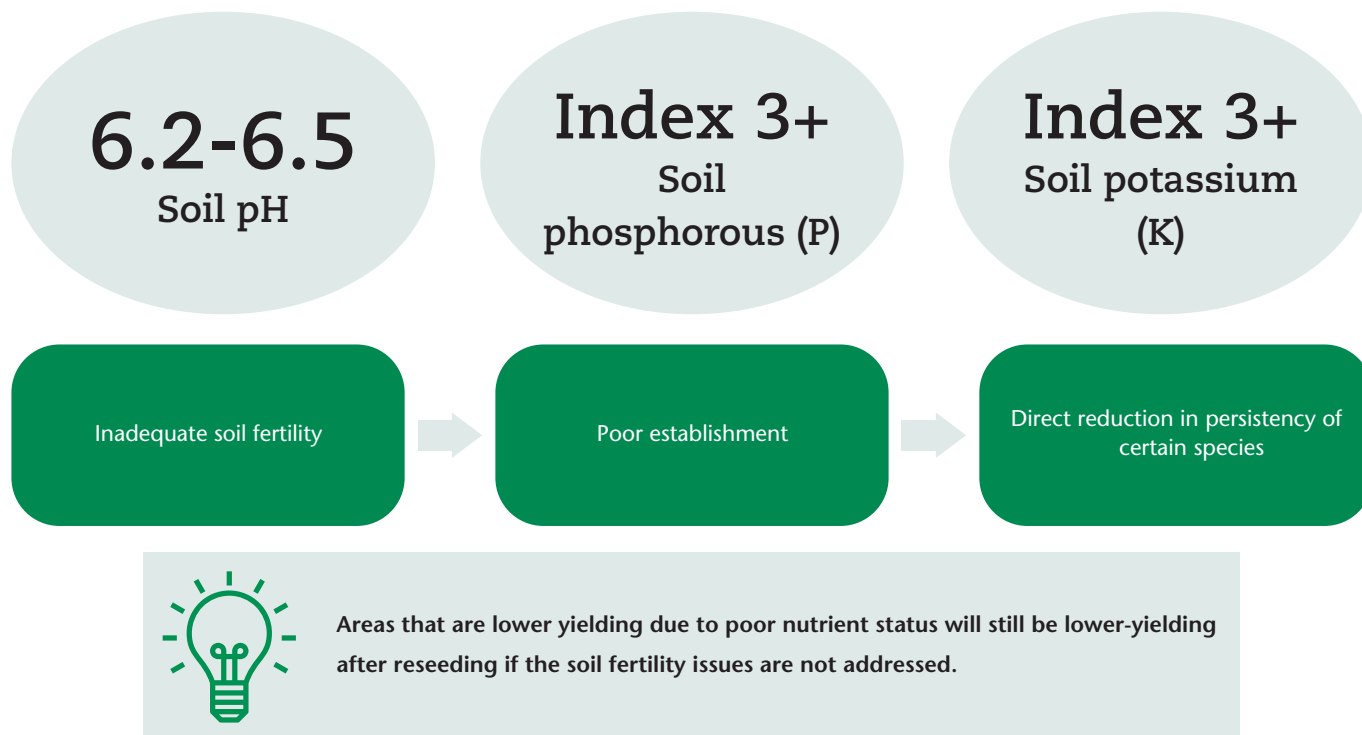 6.2-6.5
Soil pH
Index 3+
Soil
phosphorous (P)
Index 3+
Soil potassium
(K)
Inadequate soil fertility
Poor establishment
Direct reduction in persistency of
certain species
Areas that are lower yielding due to poor nutrient status will still be lower-yielding
after reseeding if the soil fertility issues are not addressed.